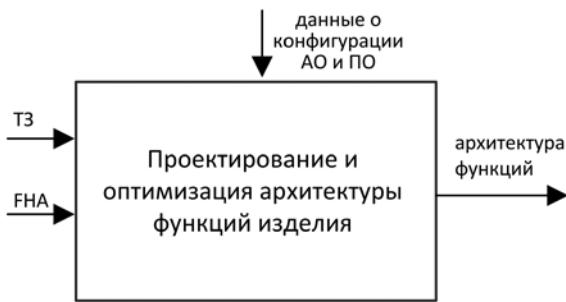 данные о
конфигурации
АО и ПО
ТЗ
FHA
Проектирование и
оптимизация архитектуры
функций изделия
архитектура
функций